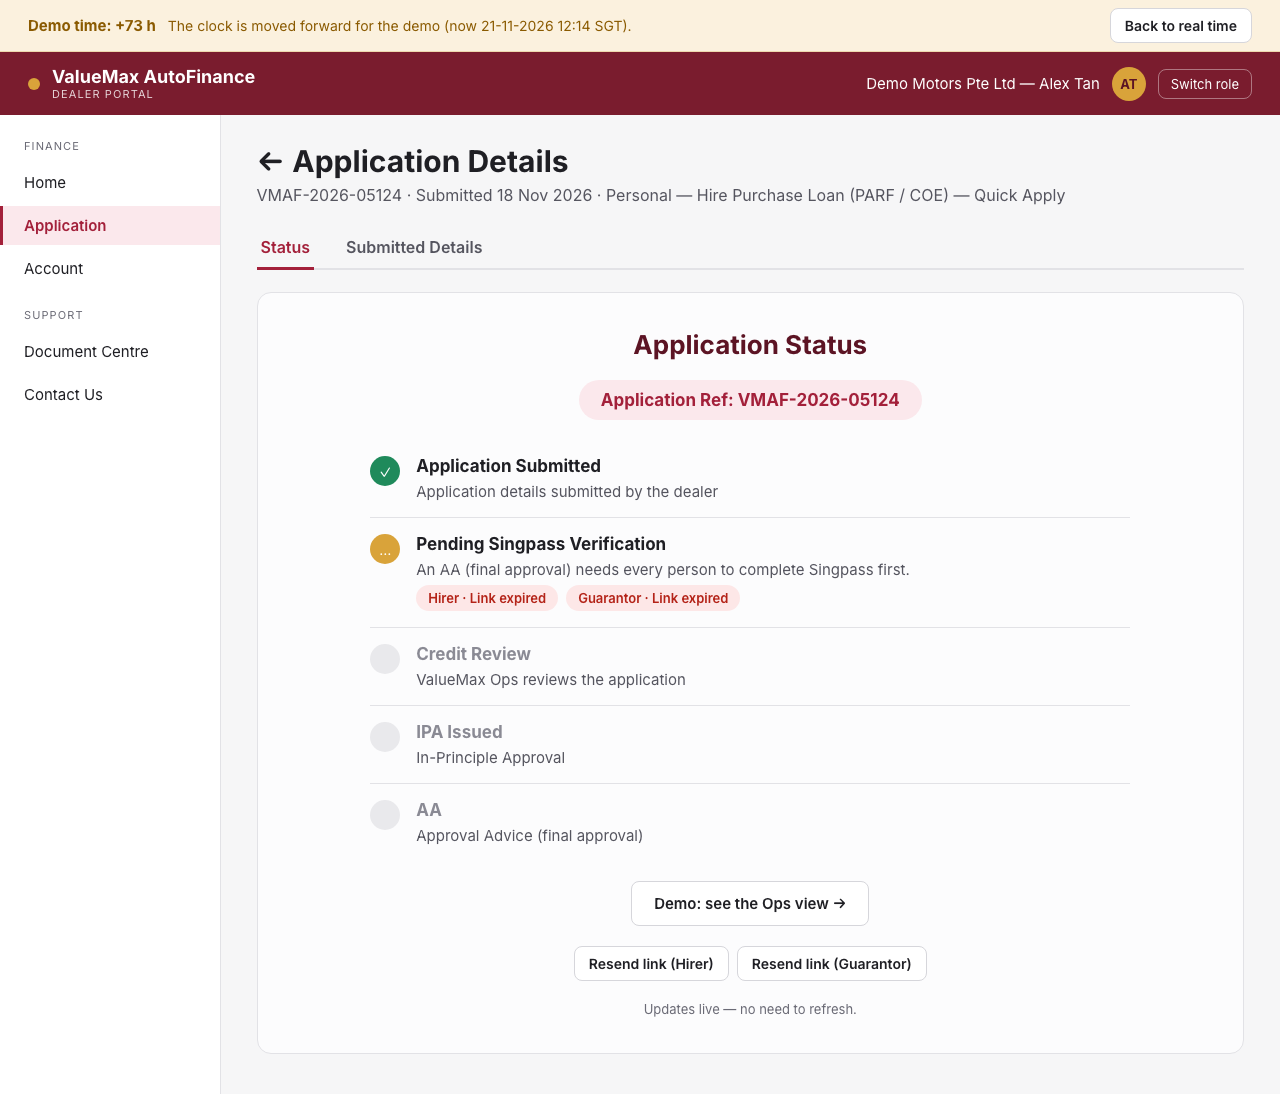 Demo time: +73 h The clock is moved forward for the demo (now 21-11-2026 12:14 SGT).
Back to real time
ValueMax AutoFinance
DEALER PORTAL
Demo Motors Pte Ltd — Alex Tan
AT
Switch role
FINANCE
Home
Application
Account
SUPPORT
Document Centre
Contact Us
← Application Details
VMAF-2026-05124 · Submitted 18 Nov 2026 · Personal — Hire Purchase Loan (PARF / COE) — Quick Apply
Status
Submitted Details
Application Status
Application Ref: VMAF-2026-05124
✓
Application Submitted
Application details submitted by the dealer
…
Pending Singpass Verification
An AA (final approval) needs every person to complete Singpass first.
Hirer · Link expired
Guarantor · Link expired
Credit Review
ValueMax Ops reviews the application
IPA Issued
In-Principle Approval
AA
Approval Advice (final approval)
Demo: see the Ops view →
Resend link (Hirer)
Resend link (Guarantor)
Updates live — no need to refresh.